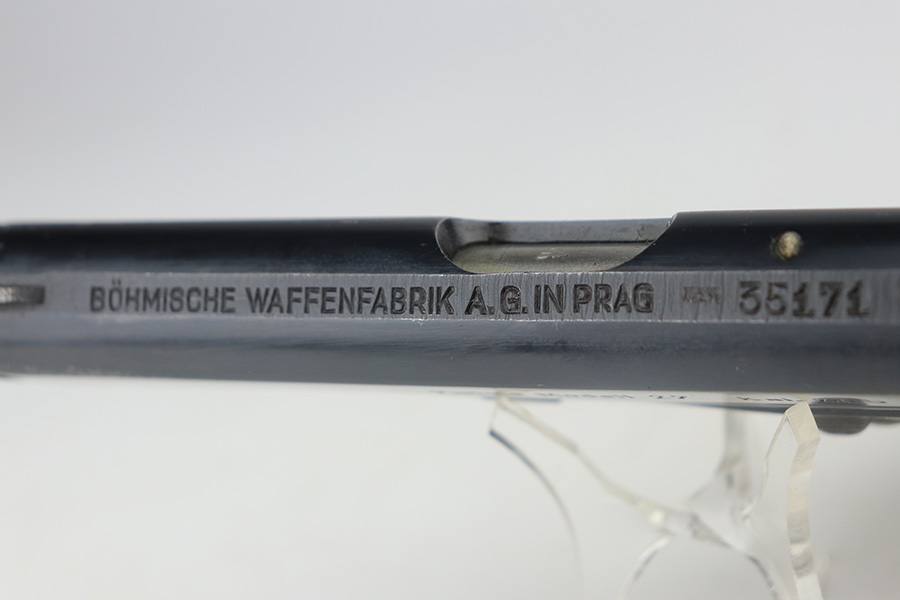 BÖHMISCHE WAFFENFABRIK A.G. IN PRAG 35171